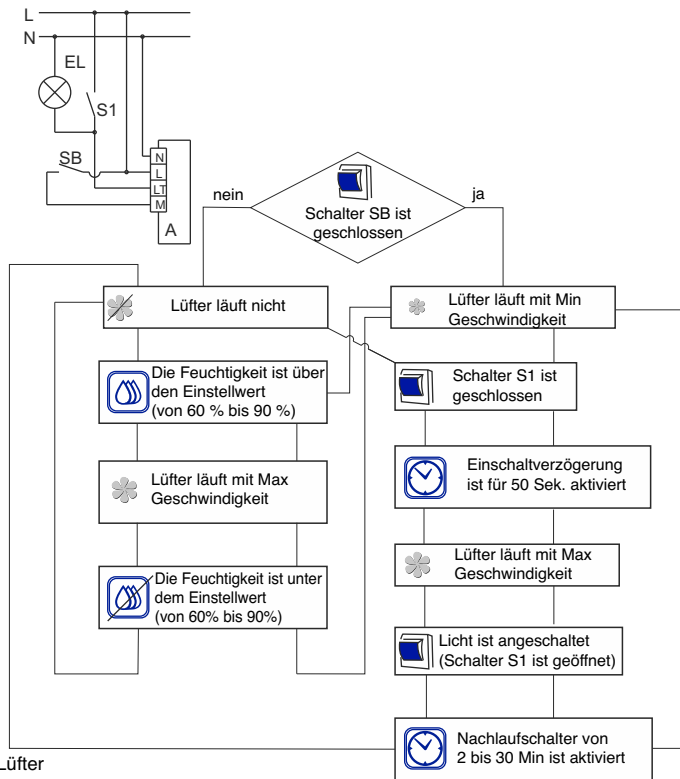 L
N
EL
S1
SB
N
L
LT
M
A
nein
ja
Schalter SB ist
geschlossen
Lüfter läuft nicht
Lüfter läuft mit Min
Geschwindigkeit
Die Feuchtigkeit ist über
den Einstellwert
(von 60 % bis 90 %)
Schalter S1 ist
geschlossen
Lüfter läuft mit Max
Geschwindigkeit
Einschaltverzögerung
ist für 50 Sek. aktiviert
Die Feuchtigkeit ist unter
dem Einstellwert
(von 60% bis 90%)
Lüfter läuft mit Max
Geschwindigkeit
Licht ist angeschaltet
(Schalter S1 ist geöffnet)
Nachlaufschalter von
2 bis 30 Min ist aktiviert
Lüfter